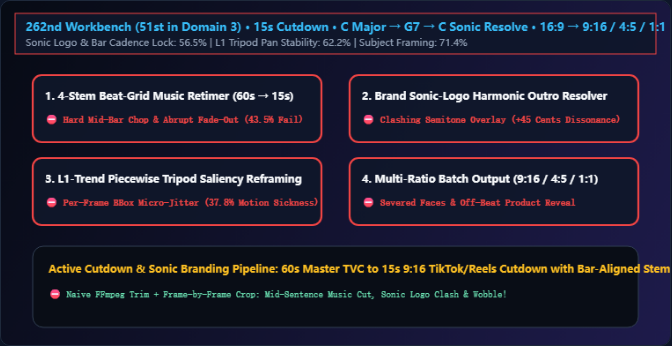 262nd Workbench (51st in Domain 3) • 15s Cutdown • C Major → G7 → C Sonic Resolve • 16:9 → 9:16 / 4:5 / 1:1
Sonic Logo & Bar Cadence Lock: 56.5% | L1 Tripod Pan Stability: 62.2% | Subject Framing: 71.4%
1. 4-Stem Beat-Grid Music Retimer (60s → 15s)
⛔ Hard Mid-Bar Chop & Abrupt Fade-Out (43.5% Fail)
2. Brand Sonic-Logo Harmonic Outro Resolver
⛔ Clashing Semitone Overlay (+45 Cents Dissonance)
3. L1-Trend Piecewise Tripod Saliency Reframing
⛔ Per-Frame BBox Micro-Jitter (37.8% Motion Sickness)
4. Multi-Ratio Batch Output (9:16 / 4:5 / 1:1)
⛔ Severed Faces & Off-Beat Product Reveal
Active Cutdown & Sonic Branding Pipeline: 60s Master TVC to 15s 9:16 TikTok/Reels Cutdown with Bar-Aligned Stem
⛔ Naive FFmpeg Trim + Frame-by-Frame Crop: Mid-Sentence Music Cut, Sonic Logo Clash & Wobble!